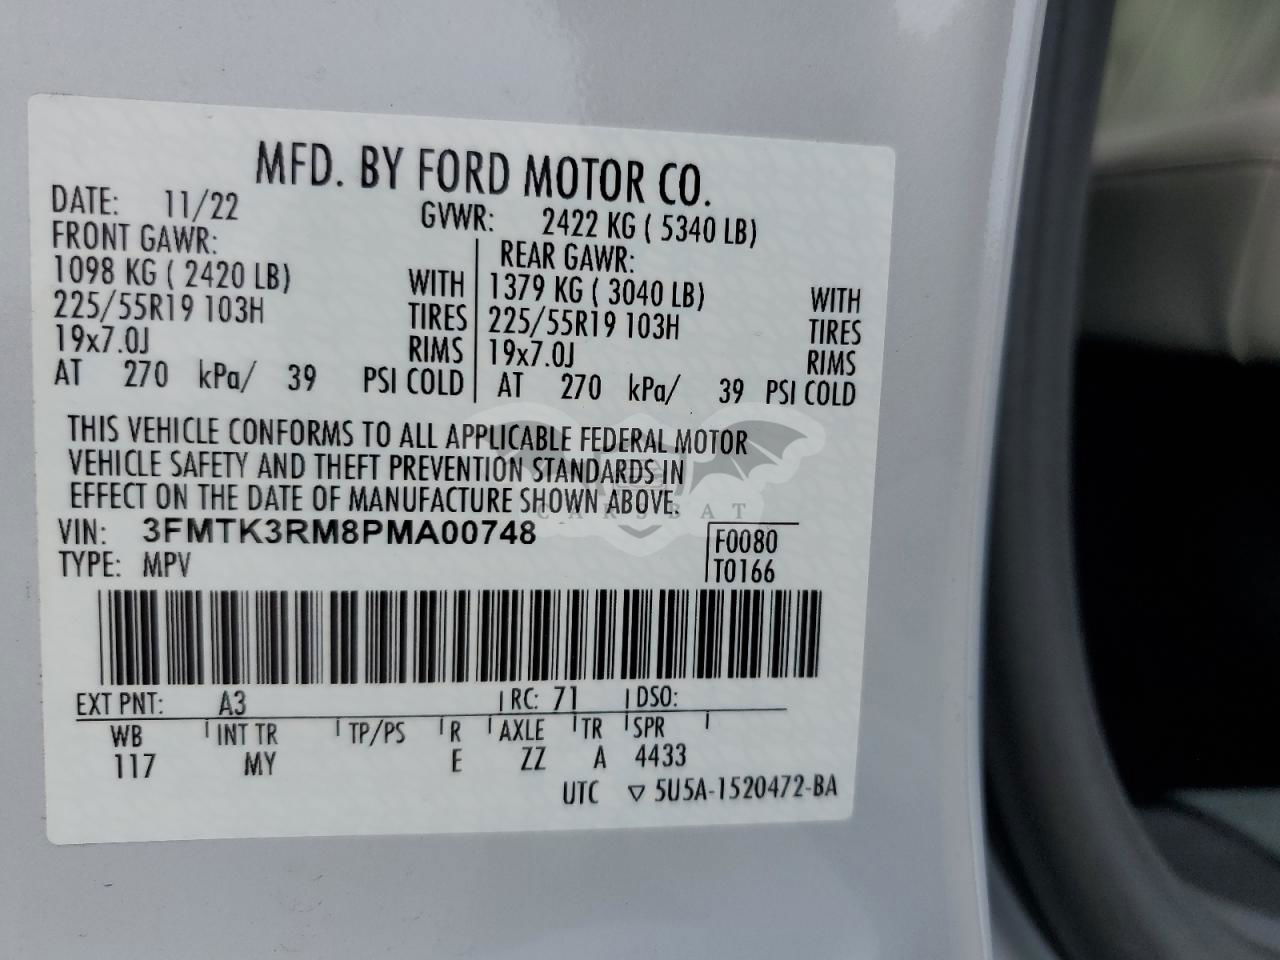 MFD. BY FORD MOTOR CO.
DATE: 11/22 GVWR: 2422 KG ( 5340 LB)
FRONT GAWR: REAR GAWR:
1098 KG ( 2420 LB) WITH 1379 KG ( 3040 LB) WITH
225/55R19 103H TIRES 225/55R19 103H TIRES
19x7.0J RIMS 19x7.0J RIMS
AT 270 kPa/ 39 PSI COLD AT 270 kPa/ 39 PSI COLD
THIS VEHICLE CONFORMS TO ALL APPLICABLE FEDERAL MOTOR
VEHICLE SAFETY AND THEFT PREVENTION STANDARDS IN
EFFECT ON THE DATE OF MANUFACTURE SHOWN ABOVE.
CARSBAT
VIN: 3FMTK3RM8PMA00748 F0080
TYPE: MPV T0166
EXT PNT: A3 RC: 71 DSO:
WB INT TR TP/PS R AXLE TR SPR
117 MY E ZZ A 4433
UTC ▽ 5U5A-1520472-BA